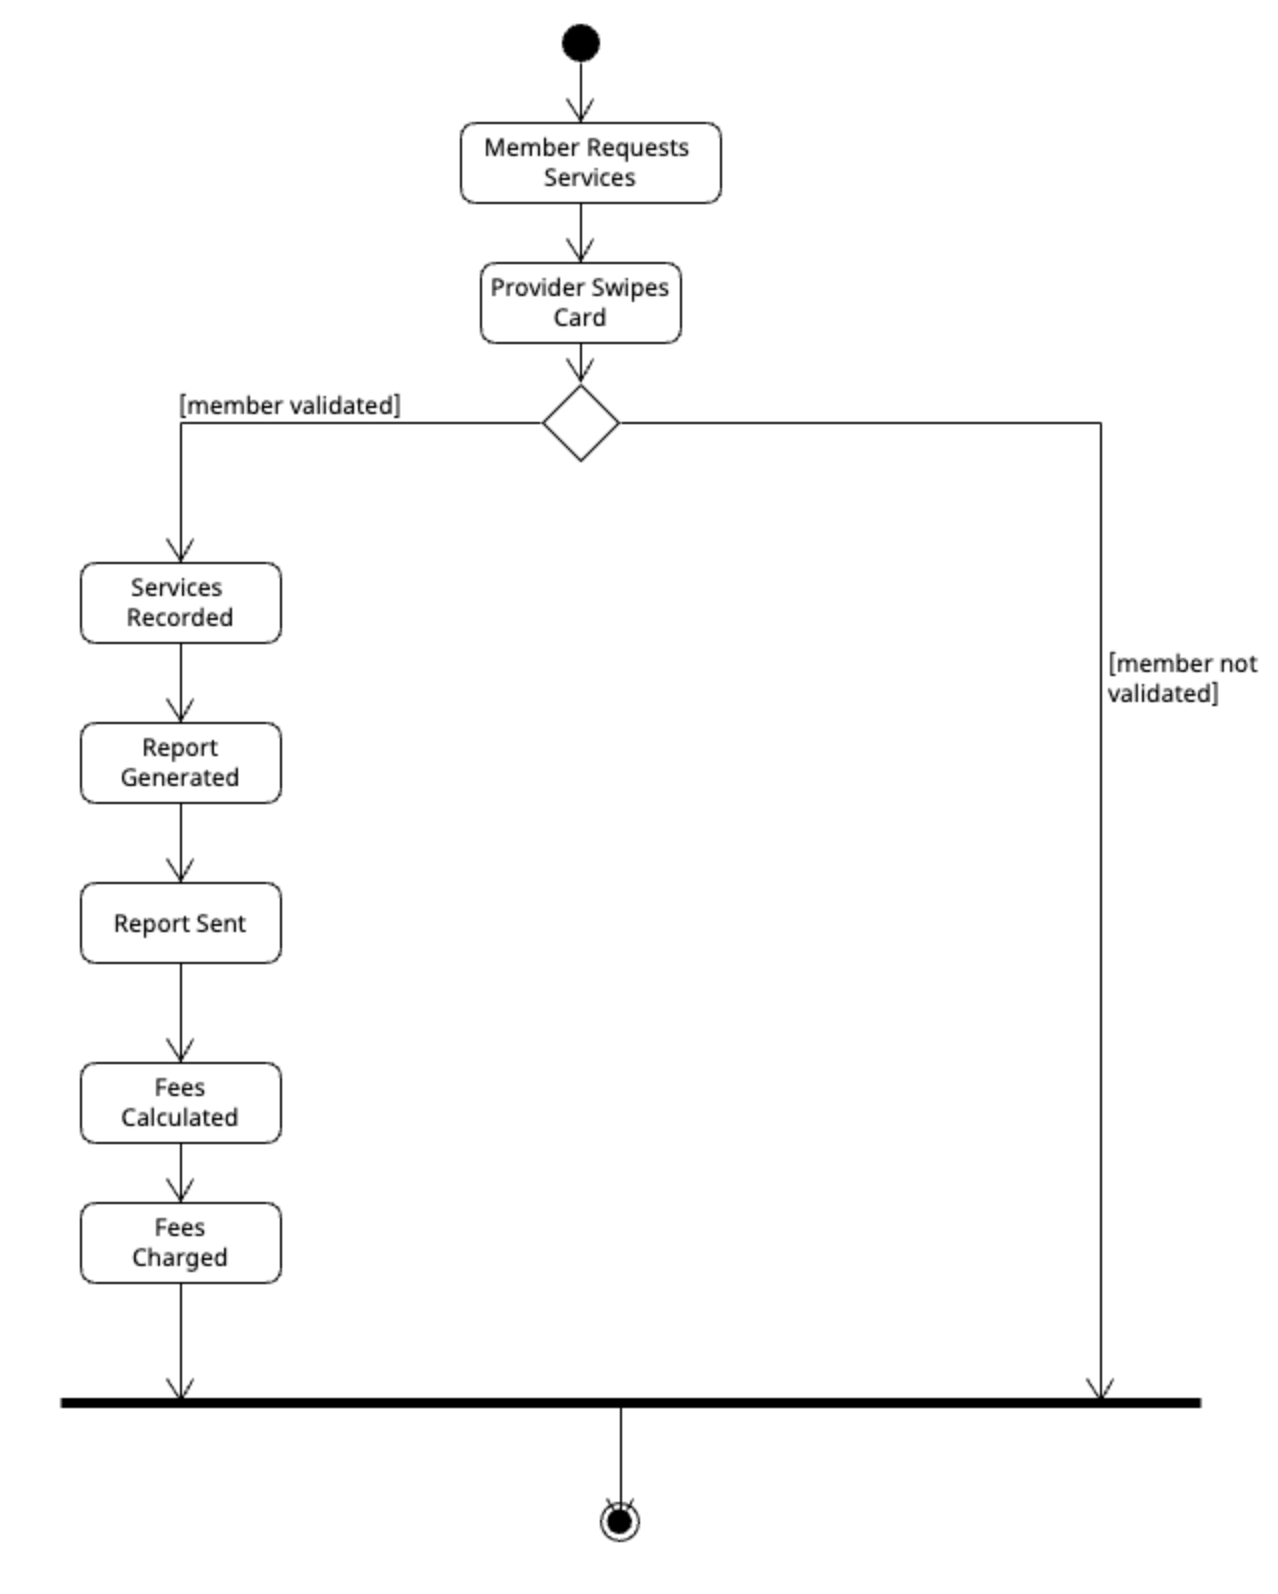 Member Requests
Services
Provider Swipes
Card
[member validated]
Services
Recorded
[member not
validated]
Report
Generated
Report Sent
Fees
Calculated
Fees
Charged